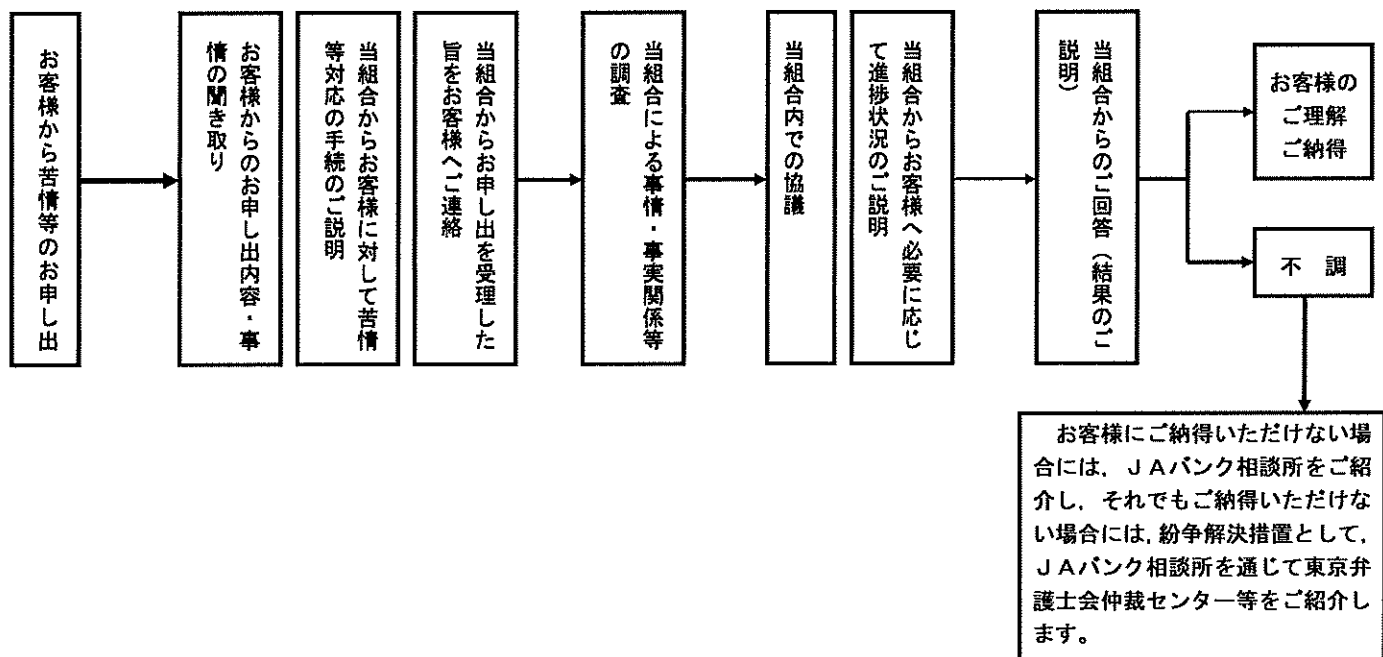 お客様から苦情等のお申し出
お客様からのお申し出内容・事
情の聞き取り
当組合からお客様に対して苦情
等対応の手続のご説明
当組合からお申し出を受理した
旨をお客様へご連絡
当組合による事情・事実関係等
の調査
当組合内での協議
当組合からお客様へ必要に応じ
て進捗状況のご説明
当組合からのご回答（結果のご
説明）
お客様の
ご理解
ご納得
不　調
　お客様にご納得いただけない場
合には，ＪＡバンク相談所をご紹
介し，それでもご納得いただけな
い場合には，紛争解決措置として，
ＪＡバンク相談所を通じて東京弁
護士会仲裁センター等をご紹介し
ます。